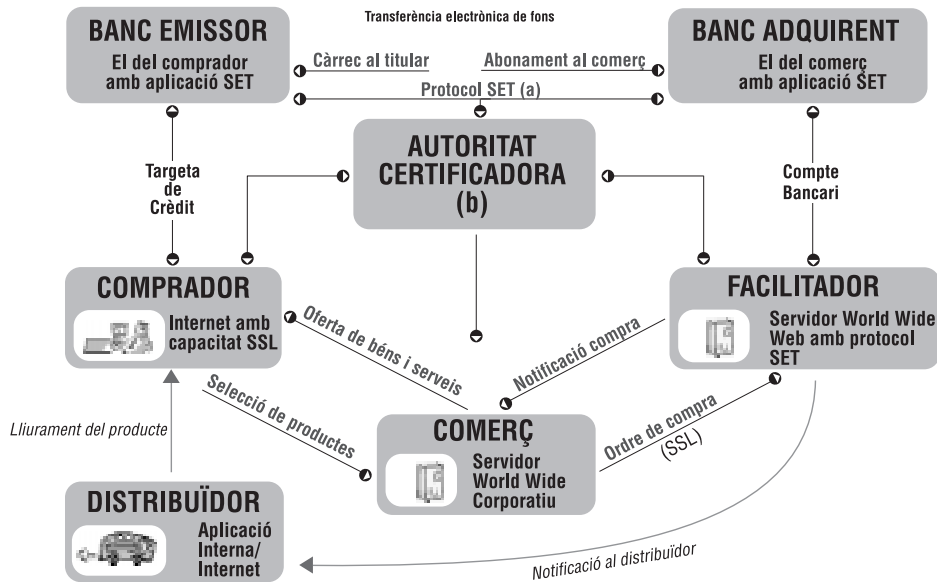 Transferència electrònica de fons
BANC EMISSOR
El del comprador
amb aplicació SET
Càrrec al titular
Abonament al comerç
BANC ADQUIRENT
El del comerç
amb aplicació SET
Protocol SET (a)
AUTORITAT
CERTIFICADORA
(b)
Targeta
de
Crèdit
Compte
Bancari
COMPRADOR
Internet amb
capacitat SSL
FACILITADOR
Servidor World Wide
Web amb protocol
SET
Oferta de béns i serveis
Notificació compra
Selecció de productes
Ordre de compra
(SSL)
Lliurament del producte
COMERÇ
Servidor
World Wide
Corporatiu
DISTRIBUÏDOR
Aplicació
Interna/
Internet
Notificació al distribuïdor